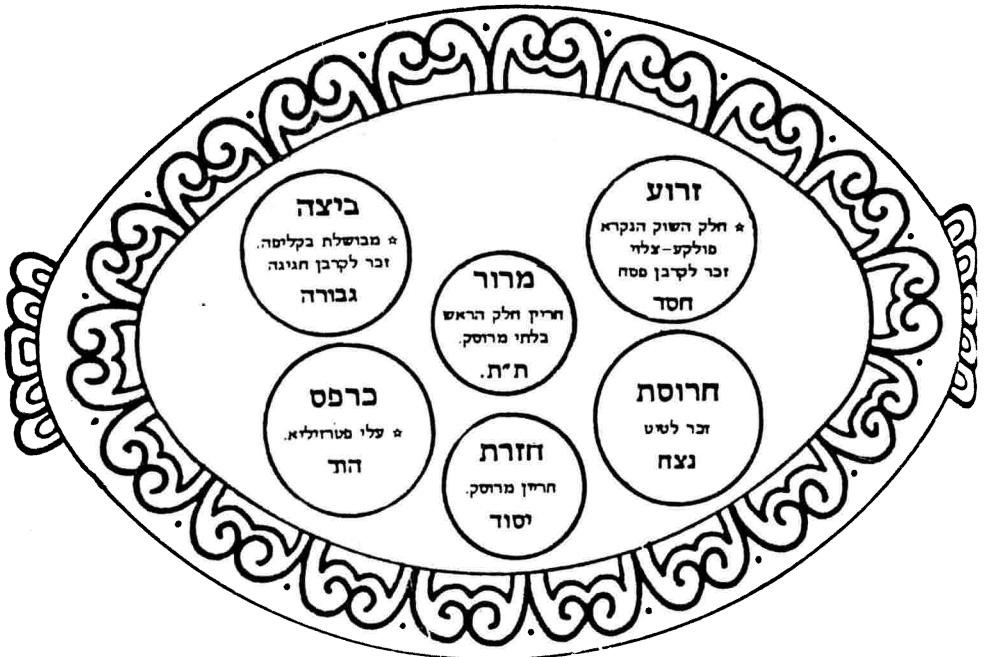 זרוע
☆ חלק השוק הנקרא
פולקע-צלוי
זכר לקרבן פסח
חסד
ביצה
☆ מבושלת בקליפה.
זכר לקרבן חגיגה
גבורה
מרור
חריין חלק הראש
בלתי מרוסק.
ת"ת.
חרוסת
זכר לטיט
נצח
כרפס
☆ עלי פטרוזיליא.
הוד
חזרת
חריין מרוסק.
יסוד